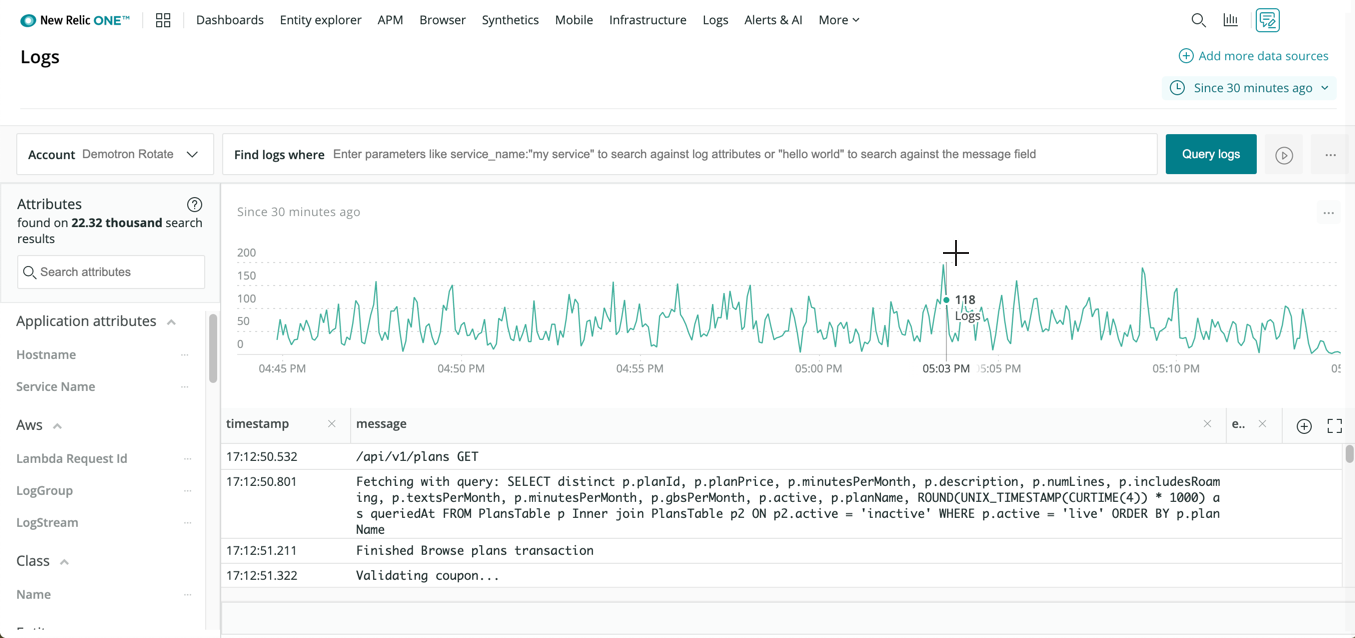 New Relic ONE™ Dashboards Entity explorer APM Browser Synthetics Mobile Infrastructure Logs Alerts & AI More
Logs
Add more data sources
Since 30 minutes ago
Account Demotron Rotate
Find logs where Enter parameters like service_name:"my service" to search against log attributes or "hello world" to search against the message field
Query logs
...
Attributes
?
found on 22.32 thousand search
results
Search attributes
Application attributes
Hostname ...
Service Name ...
Aws
Lambda Request Id ...
LogGroup ...
LogStream ...
Class
Name ...
Since 30 minutes ago
...
200
150
100
50
0
118
Logs
04:45 PM 04:50 PM 04:55 PM 05:00 PM 05:03 PM 5:05 PM 05:10 PM 05
timestamp × message × e.. ×
17:12:50.532 /api/v1/plans GET
17:12:50.801 Fetching with query: SELECT distinct p.planId, p.planPrice, p.minutesPerMonth, p.description, p.numLines, p.includesRoam
ing, p.textsPerMonth, p.minutesPerMonth, p.gbsPerMonth, p.active, p.planName, ROUND(UNIX_TIMESTAMP(CURTIME(4)) * 1000) a
s queriedAt FROM PlansTable p Inner join PlansTable p2 ON p2.active = 'inactive' WHERE p.active = 'live' ORDER BY p.plan
Name
17:12:51.211 Finished Browse plans transaction
17:12:51.322 Validating coupon...